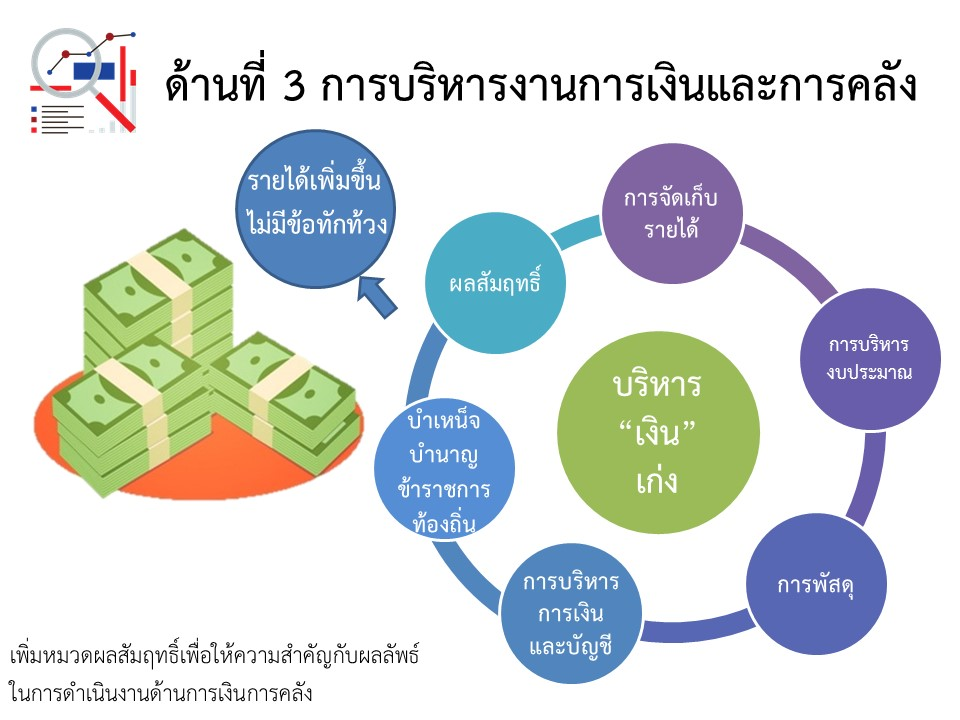 ด้านที่ 3 การบริหารงานการเงินและการคลัง
รายได้เพิ่มขึ้น
ไม่มีข้อทักท้วง
การจัดเก็บ
รายได้
ผลสัมฤทธิ์
การบริหาร
งบประมาณ
บริหาร
“เงิน”
เก่ง
บำเหน็จ
บำนาญ
ข้าราชการ
ท้องถิ่น
การพัสดุ
การบริหาร
การเงิน
และบัญชี
เพิ่มหมวดผลสัมฤทธิ์เพื่อให้ความสำคัญกับผลลัพธ์
ในการดำเนินงานด้านการเงินการคลัง